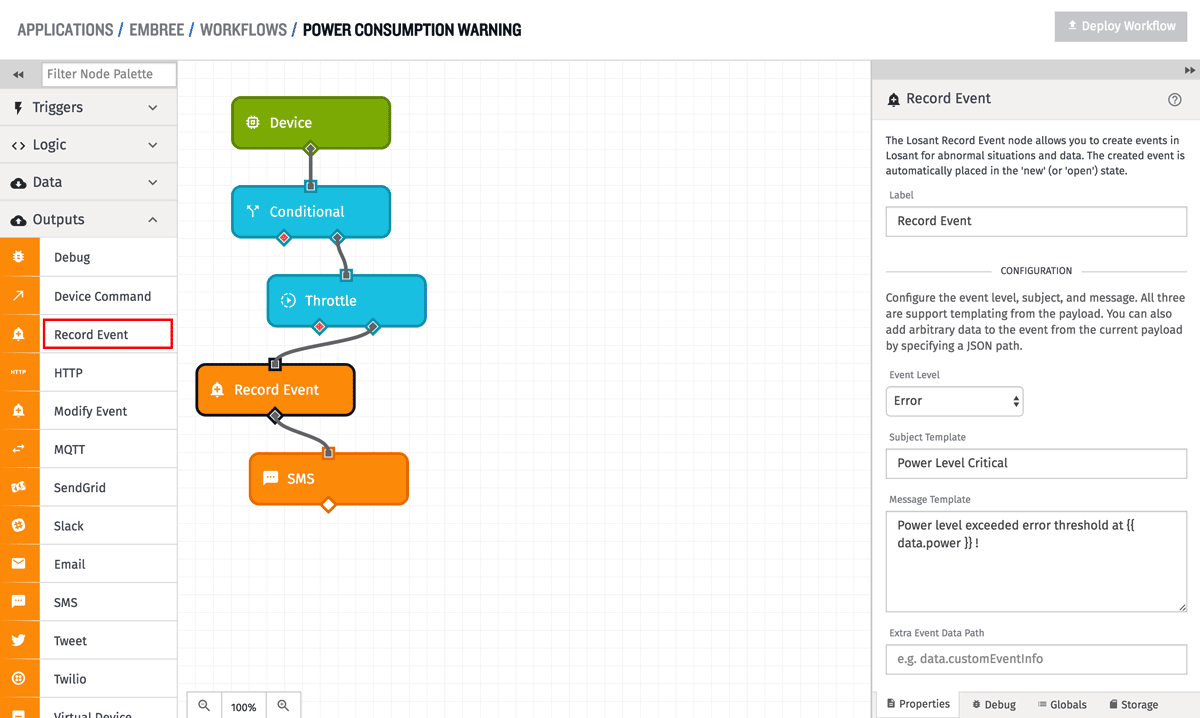 APPLICATIONS / EMBREE / WORKFLOWS / POWER CONSUMPTION WARNING
Deploy Workflow
Filter Node Palette
Triggers
Logic
Data
Outputs
Debug
Device Command
Record Event
HTTP
HTTP
Modify Event
MQTT
SendGrid
Slack
Email
SMS
Tweet
Twilio
Virtual Device
Device
Conditional
Throttle
Record Event
SMS
100%
Record Event
The Losant Record Event node allows you to create events in
Losant for abnormal situations and data. The created event is
automatically placed in the 'new' (or 'open') state.
Label
Record Event
CONFIGURATION
Configure the event level, subject, and message. All three
are support templating from the payload. You can also
add arbitrary data to the event from the current payload
by specifying a JSON path.
Event Level
Error
Subject Template
Power Level Critical
Message Template
Power level exceeded error threshold at {{
data.power }} !
Extra Event Data Path
e.g. data.customEventInfo
Properties
Debug
Globals
Storage